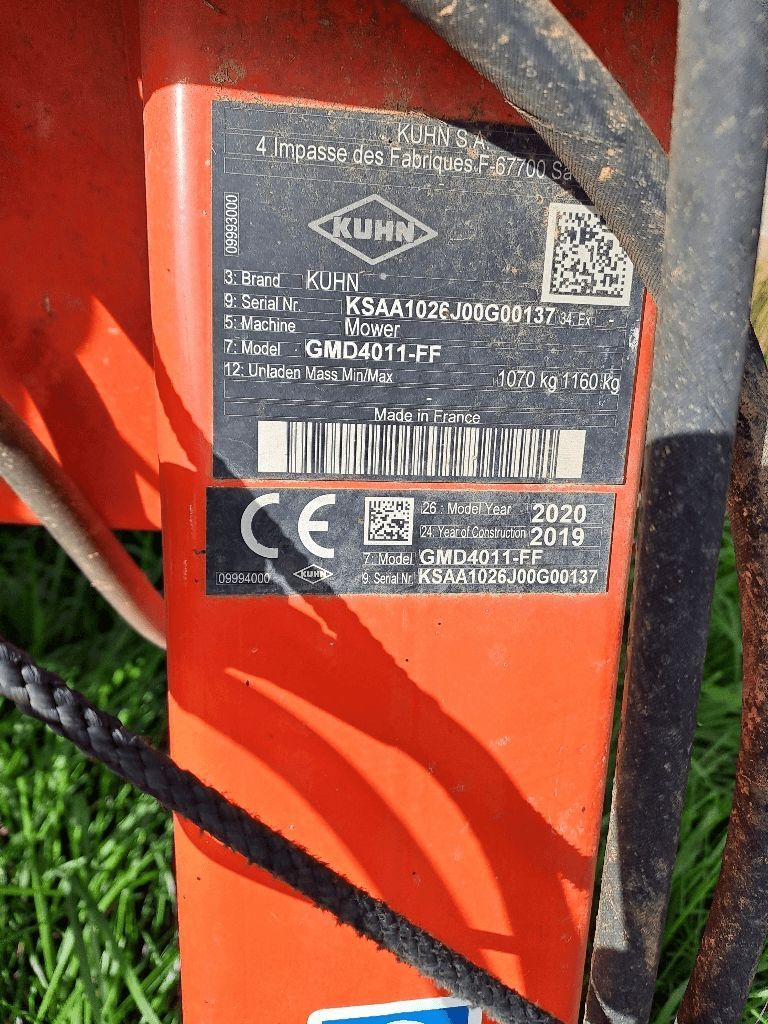 KUHN S.A.
4 Impasse des Fabriques F-67700
09993000
KUHN
3: Brand KUHN
9: Serial Nr. KSAA1026J00G00137 34. Ex -
5: Machine Mower
7: Model GMD4011-FF
12: Unladen Mass Min/Max 1070 kg 1160 kg
Made in France
CE
26 : Model Year 2020
24: Year of Construction 2019
7: Model GMD4011-FF
09994000 KUHN 9. Serial Nr. KSAA1026J00G00137